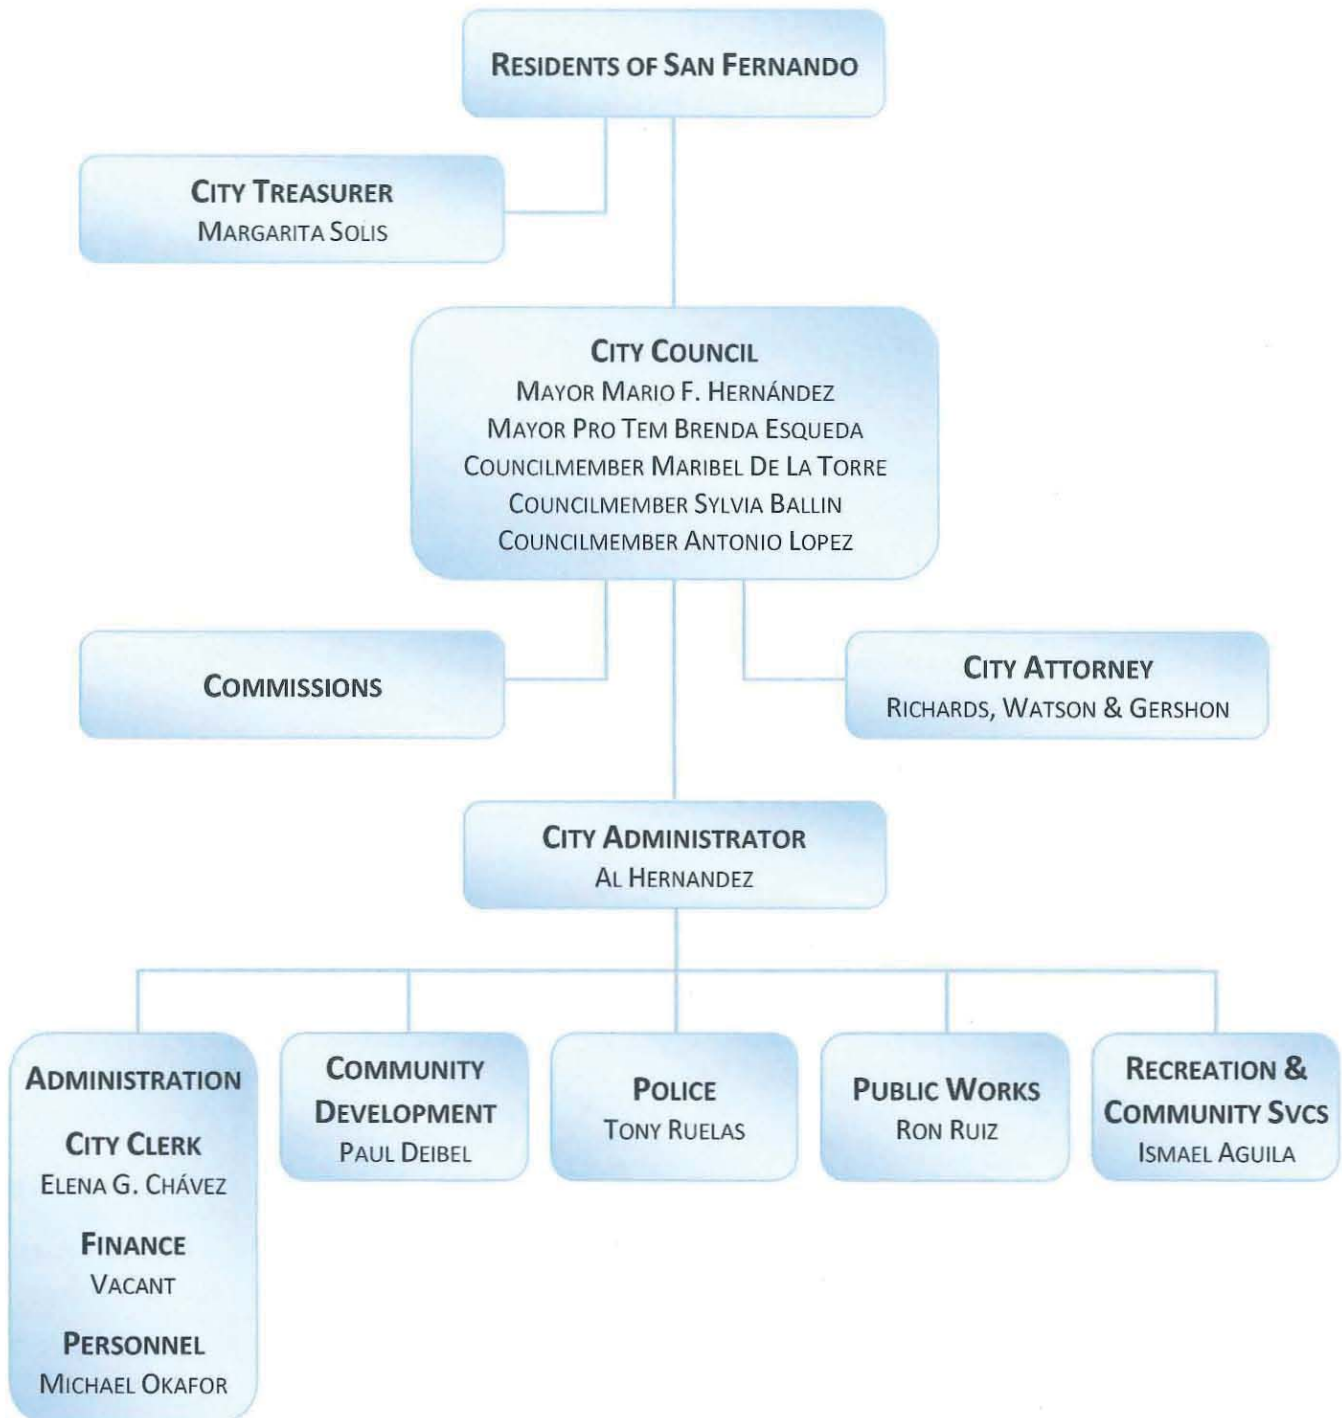 RESIDENTS OF SAN FERNANDO
CITY TREASURER
MARGARITA SOLIS
CITY COUNCIL
MAYOR MARIO F. HERNÁNDEZ
MAYOR PRO TEM BRENDA ESQUEDA
COUNCILMEMBER MARIBEL DE LA TORRE
COUNCILMEMBER SYLVIA BALLIN
COUNCILMEMBER ANTONIO LOPEZ
COMMISSIONS
CITY ATTORNEY
RICHARDS, WATSON & GERSHON
CITY ADMINISTRATOR
AL HERNANDEZ
ADMINISTRATION
CITY CLERK
ELENA G. CHÁVEZ
FINANCE
VACANT
PERSONNEL
MICHAEL OKAFOR
COMMUNITY
DEVELOPMENT
PAUL DEIBEL
POLICE
TONY RUELAS
PUBLIC WORKS
RON RUIZ
RECREATION &
COMMUNITY SVCS
ISMAEL AGUILA